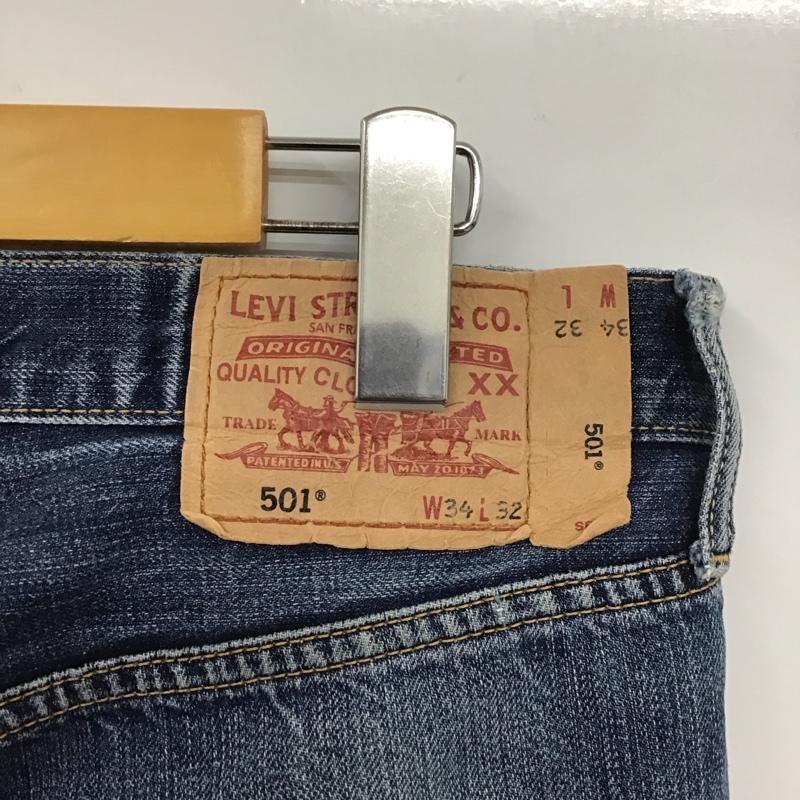 LEVI STR & CO.
SAN FR
ORIGINA TED
QUALITY CLO XX
TRADE MARK
PATENTED IN U.S. MAY 20 1873
501®
W34 L32
W L
34 32
501®